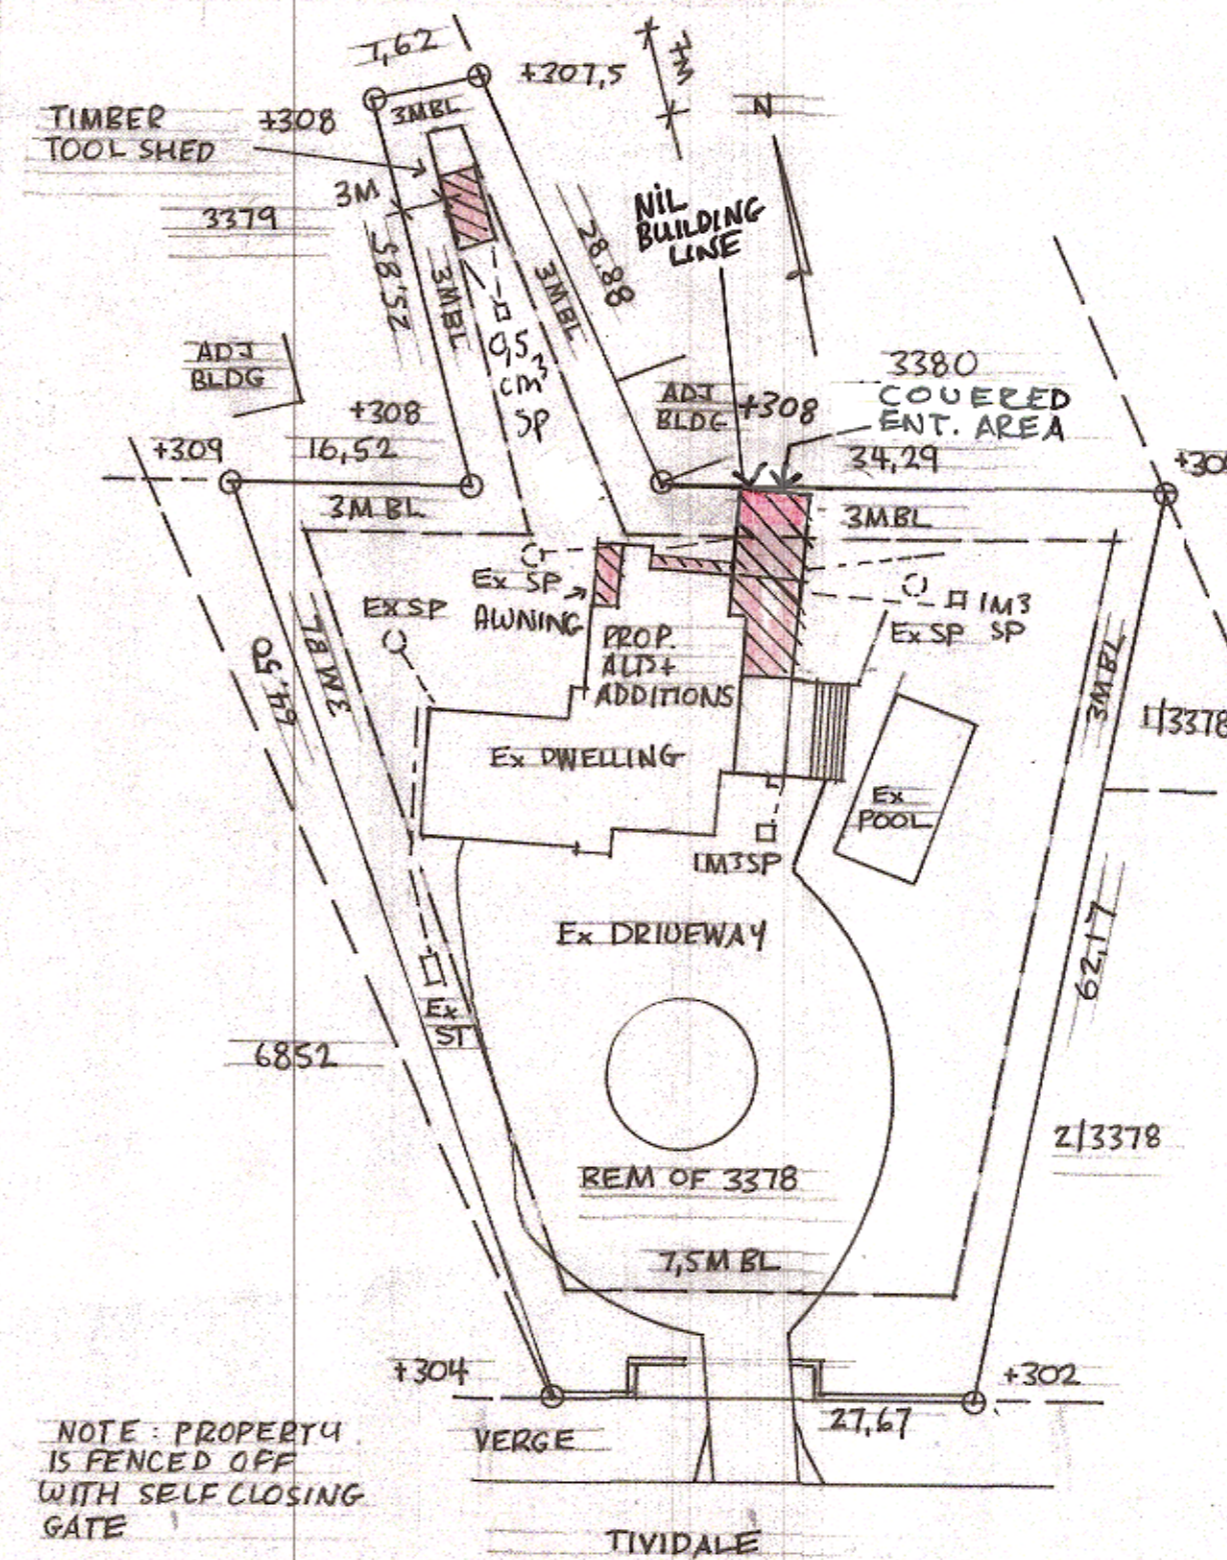 7,62
+307,5
7M
3MBL
TIMBER
TOOL SHED
+308
N
3M
3379
NIL
BUILDING
LINE
28.88
25,85
3MBL
3MBL
0,5
cm³
SP
ADJ
BLDG
3380
COVERED
ENT. AREA
ADJ
BLDG
+308
+308
+309
16,52
34,29
3M BL
3MBL
Ex SP
AWNING
Ex SP
1M3
SP
Ex SP
PROP.
ALTS+
ADDITIONS
64,50
3M BL
3MBL
1/3378
Ex DWELLING
Ex
POOL
1M3SP
Ex DRIVEWAY
62,17
Ex
ST
6852
2/3378
REM OF 3378
7,5M BL
+304
+302
27,67
VERGE
NOTE : PROPERTY
IS FENCED OFF
WITH SELF CLOSING
GATE
TIVIDALE